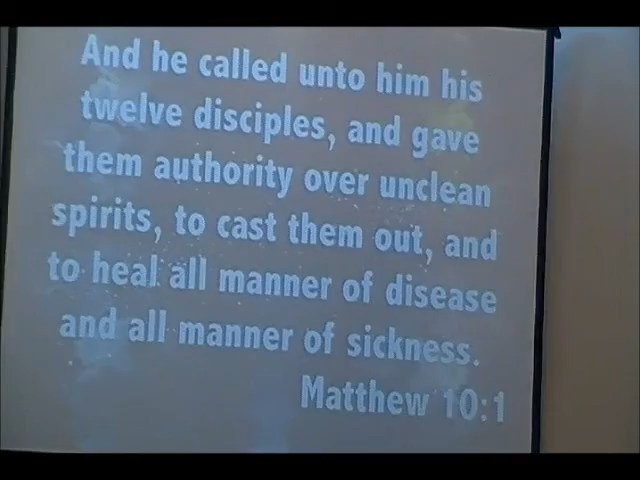 And he called unto him his
twelve disciples, and gave
them authority over unclean
spirits, to cast them out, and
to heal all manner of disease
and all manner of sickness.
Matthew 10:1